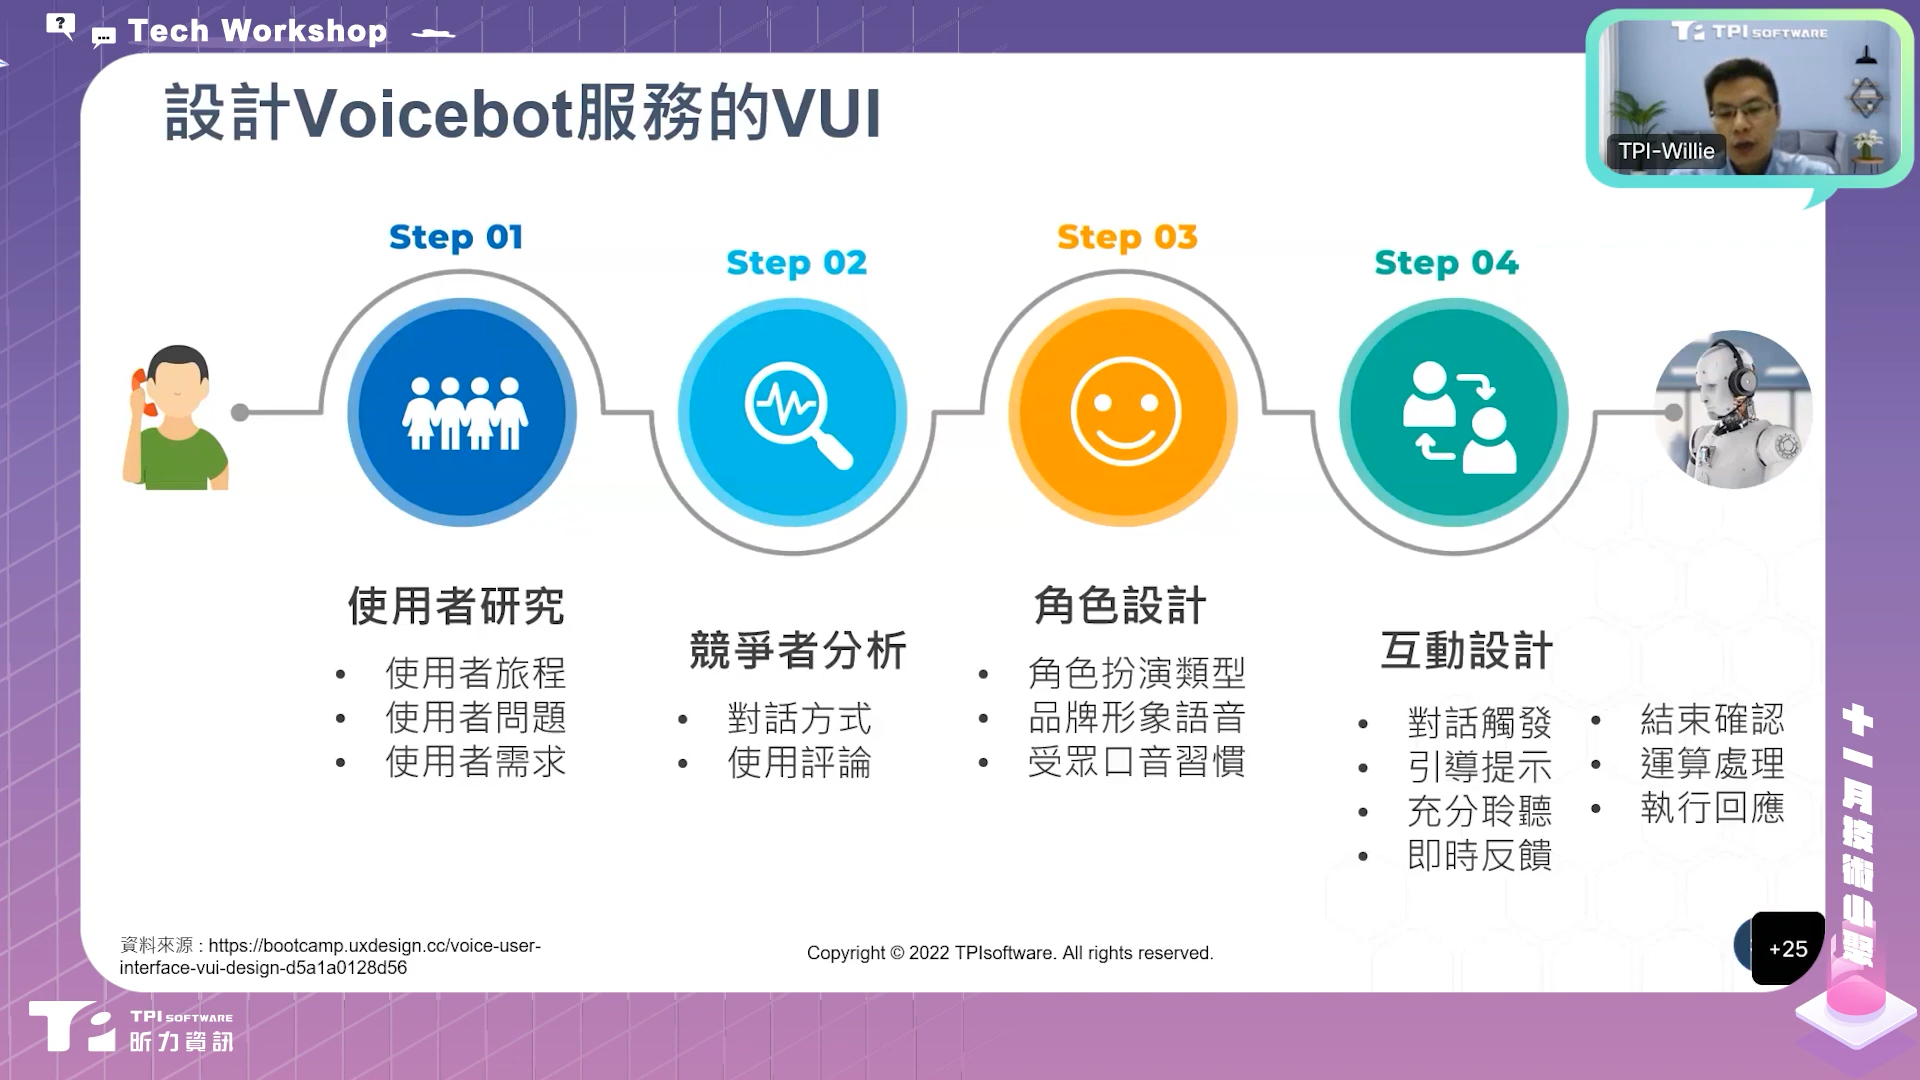 Tech Workshop
TPI SOFTWARE
TPI-Willie
設計Voicebot服務的VUI
Step 01
Step 02
Step 03
Step 04
使用者研究
• 使用者旅程
• 使用者問題
• 使用者需求
競爭者分析
• 對話方式
• 使用評論
角色設計
• 角色扮演類型
• 品牌形象語音
• 受眾口音習慣
互動設計
• 對話觸發
• 引導提示
• 充分聆聽
• 即時反饋
• 結束確認
• 運算處理
• 執行回應
十一月技術小聚
資料來源 : https://bootcamp.uxdesign.cc/voice-user-
interface-vui-design-d5a1a0128d56
Copyright © 2022 TPIsoftware. All rights reserved.
+25
TPI SOFTWARE
昕力資訊